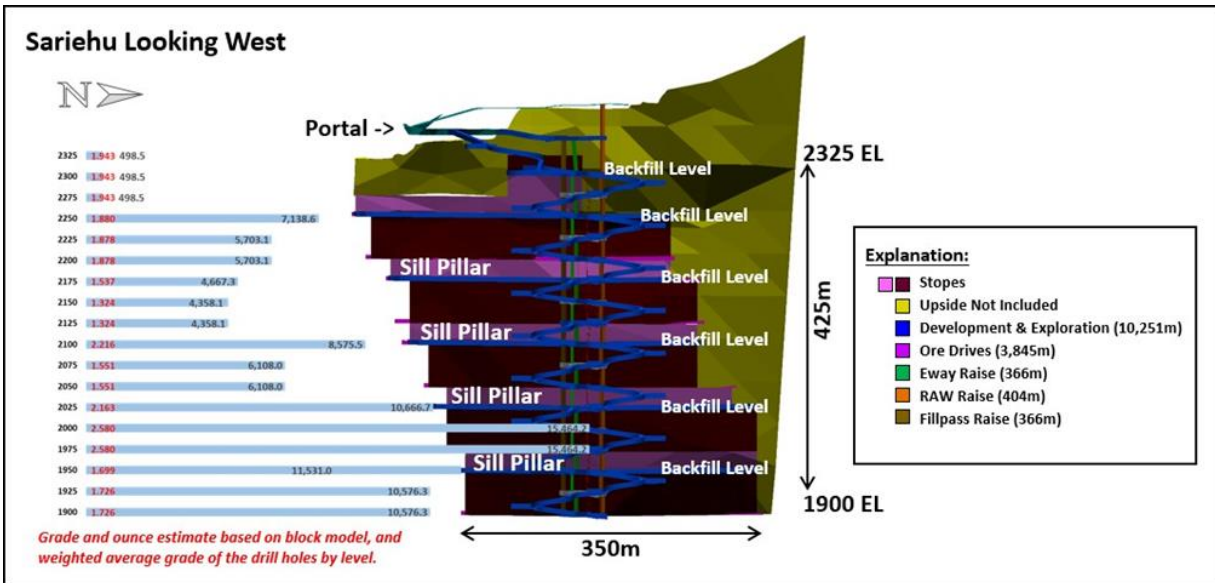 Sariehu Looking West
N
Portal ->
2325 1.943 498.5
2300 1.943 498.5
2275 1.943 498.5
2250 1.880 7,138.6
2225 1.878 5,703.1
2200 1.878 5,703.1
2175 1.537 4,667.3
2150 1.324 4,358.1
2125 1.324 4,358.1
2100 2.216 8,575.5
2075 1.551 6,108.0
2050 1.551 6,108.0
2025 2.163 10,666.7
2000 2.580 15,464.2
1975 2.580 15,464.2
1950 1.699 11,531.0
1925 1.726 10,576.3
1900 1.726 10,576.3
Grade and ounce estimate based on block model, and
weighted average grade of the drill holes by level.
Backfill Level
Backfill Level
Sill Pillar
Backfill Level
Sill Pillar
Backfill Level
Sill Pillar
Backfill Level
Sill Pillar
Backfill Level
350m
2325 EL
425m
1900 EL
Explanation:
Stopes
Upside Not Included
Development & Exploration (10,251m)
Ore Drives (3,845m)
Eway Raise (366m)
RAW Raise (404m)
Fillpass Raise (366m)